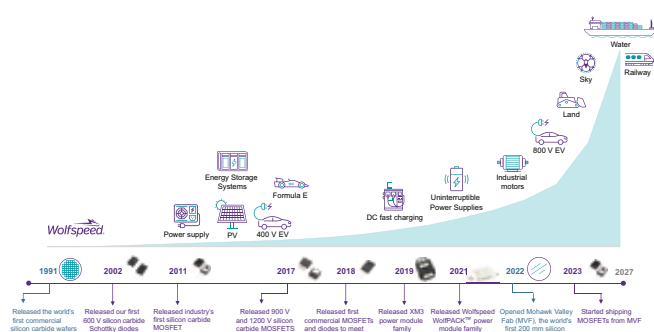 Water
Sky
Railway
Land
800 V EV
Energy Storage
Systems
Formula E
Industrial
motors
Uninterruptible
Power Supplies
DC fast charging
Power supply
PV
400 V EV
Wolfspeed.
1991
2002
2011
2017
2018
2019
2021
2022
2023
2027
Released the world's
first commercial
silicon carbide wafers
Released our first
600 V silicon carbide
Schottky diodes
Released industry's
first silicon carbide
MOSFET
Released 900 V
and 1200 V silicon
carbide MOSFETS
Released first
commercial MOSFETs
and diodes to meet
Released XM3
power module
family
Released Wolfspeed
WolfPACK™ power
module family
Opened Mohawk Valley
Fab (MVF), the world's
first 200 mm silicon
Started shipping
MOSFETs from MVF